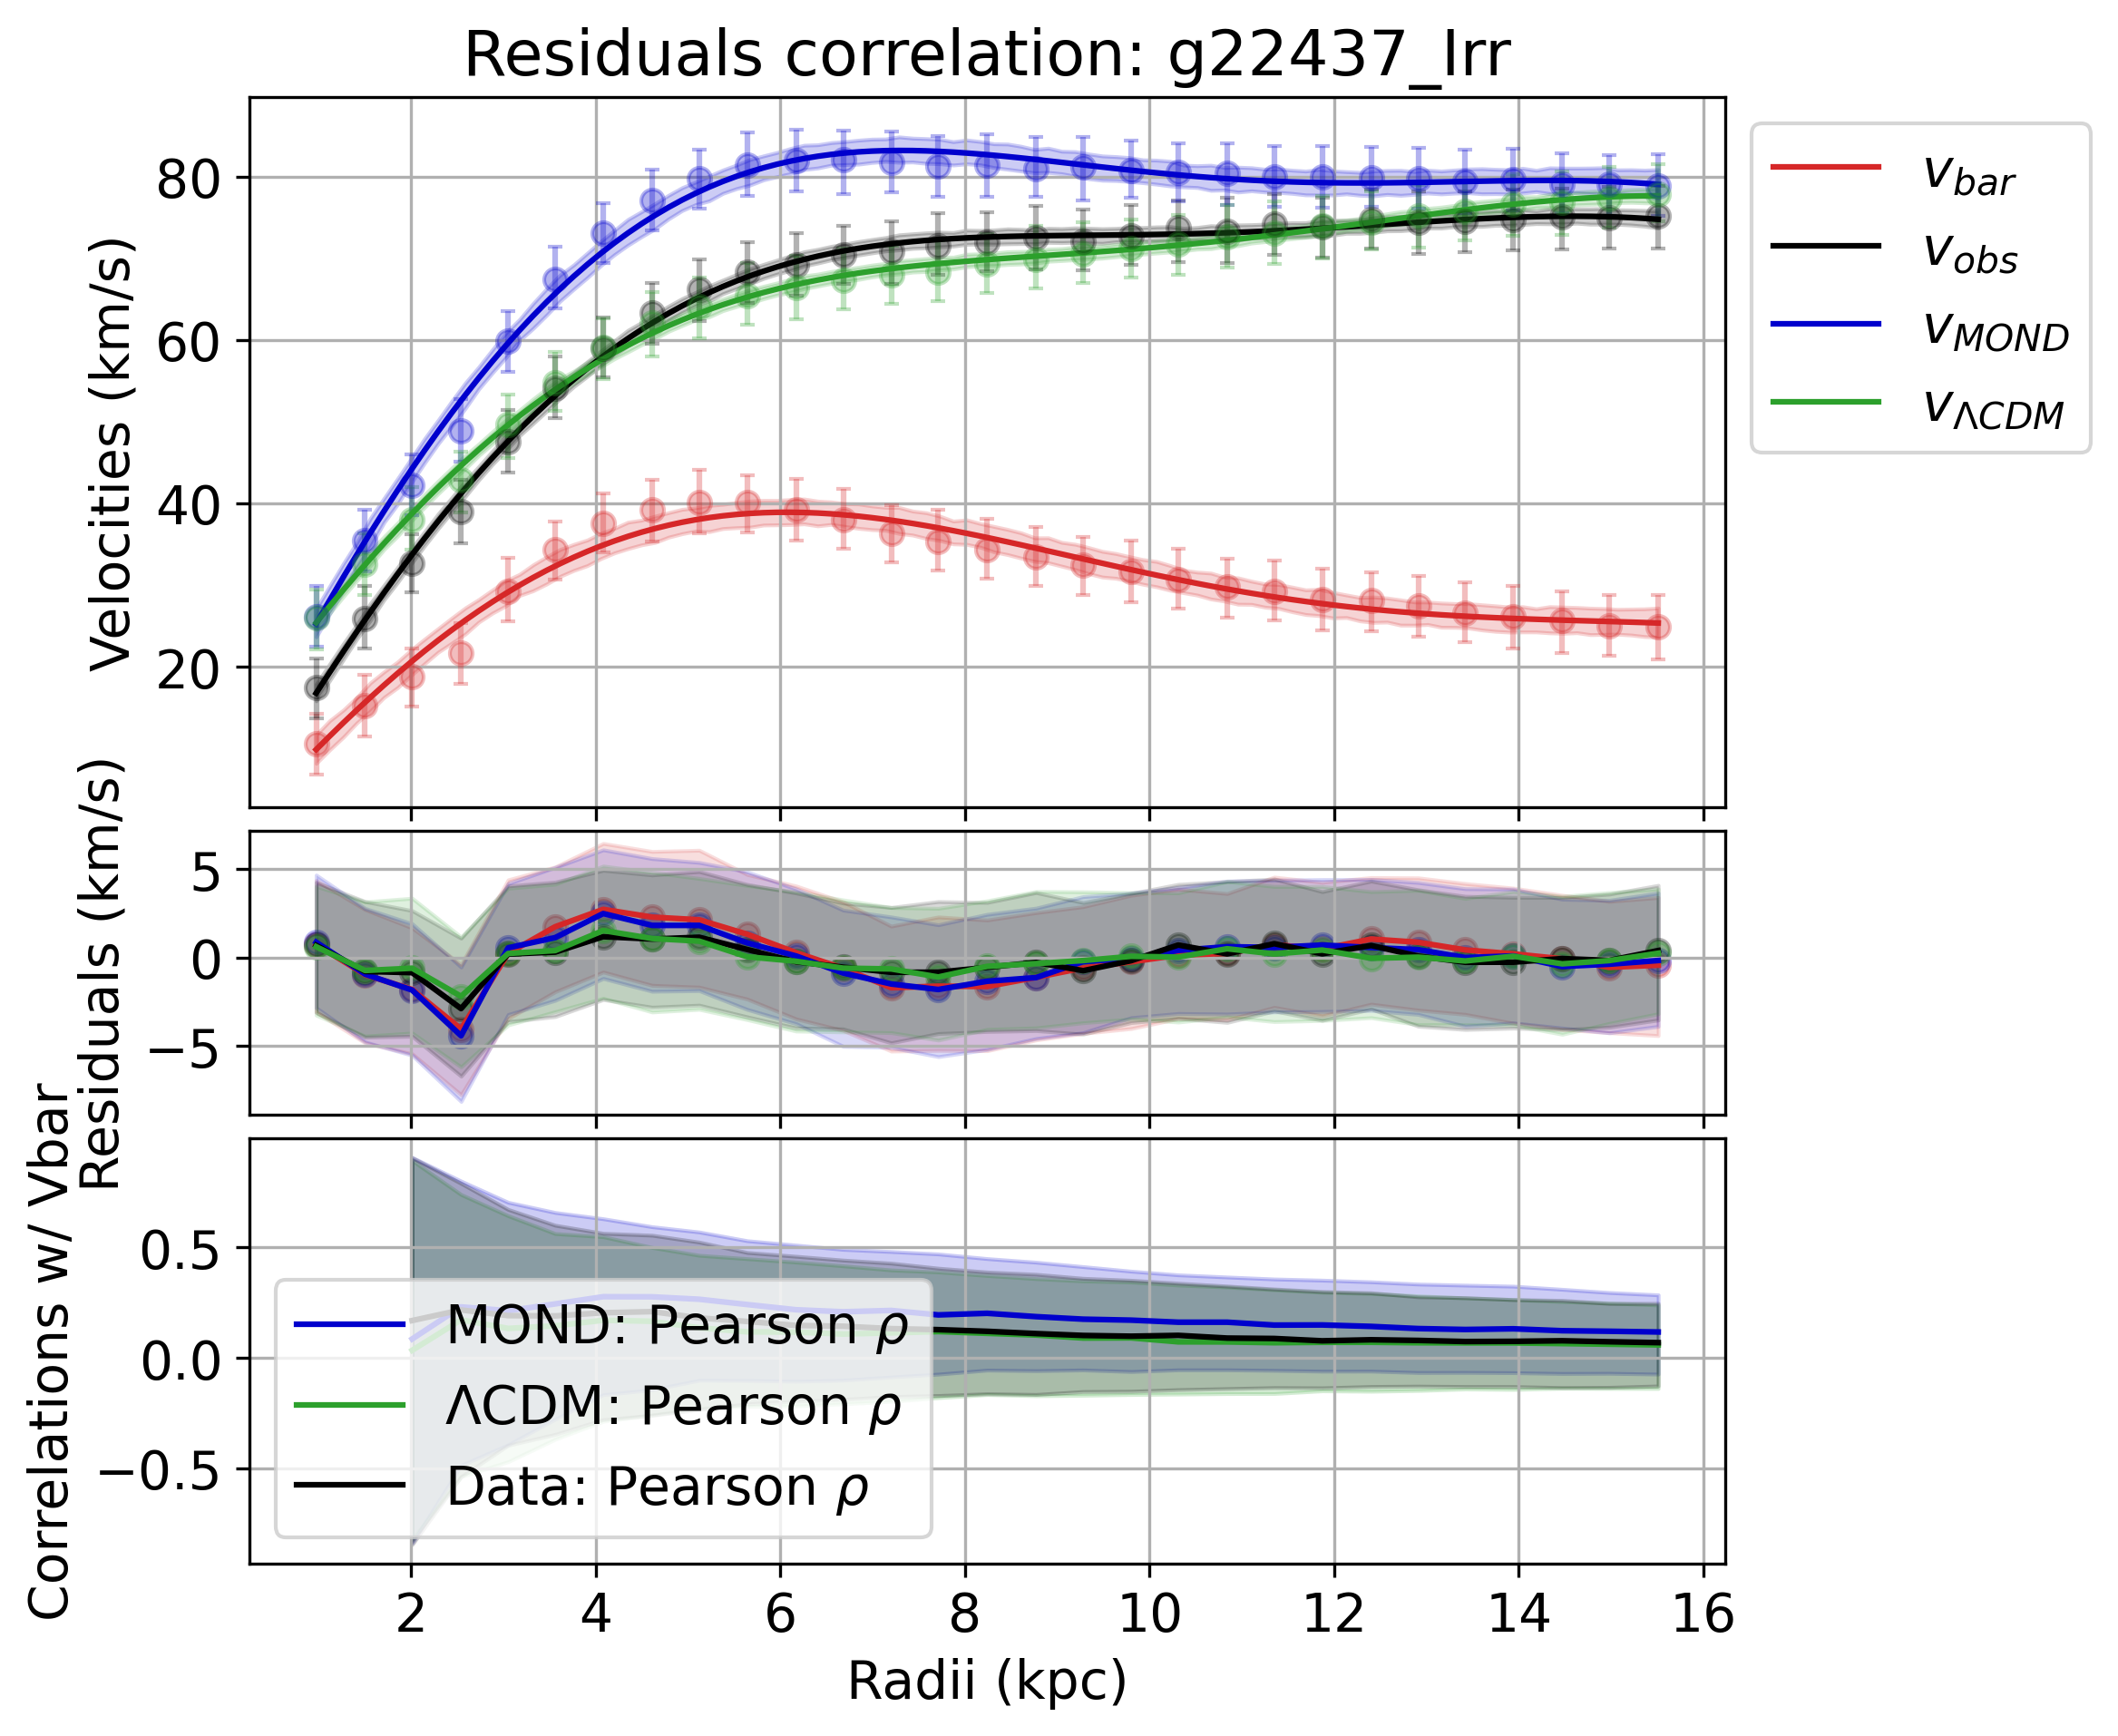 Residuals correlation: g22437_Irr
Velocities (km/s)
80
60
40
20
v_bar
v_obs
v_MOND
v_ΛCDM
Residuals (km/s)
5
0
−5
Correlations w/ Vbar
0.5
0.0
−0.5
MOND: Pearson ρ
ΛCDM: Pearson ρ
Data: Pearson ρ
2 4 6 8 10 12 14 16
Radii (kpc)